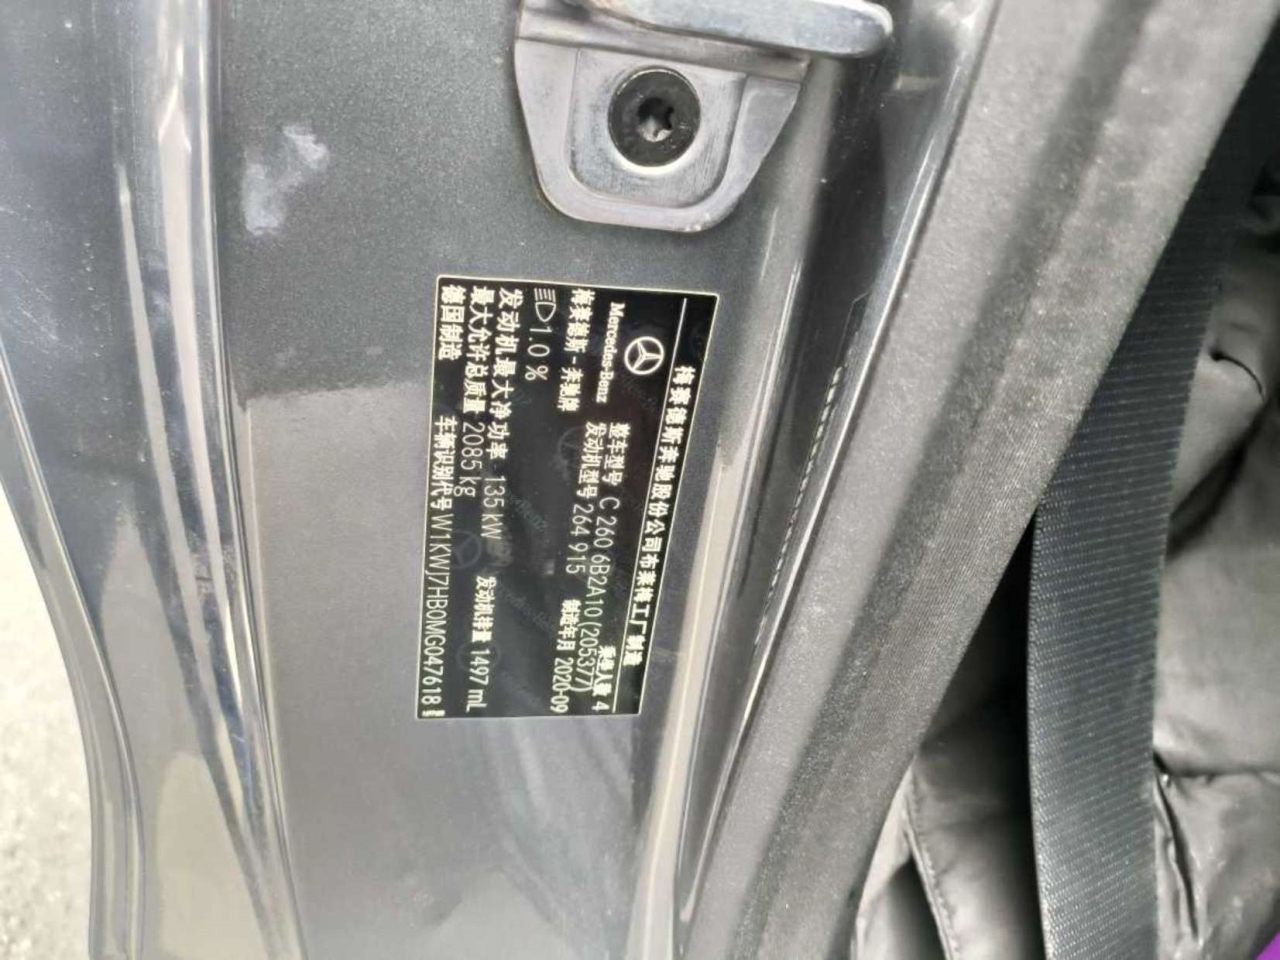 梅赛德斯奔驰股份公司布莱梅工厂制造
Mercedes-Benz
整车型号 C 260 6B2A10 (205377)
乘坐人数 4
梅赛德斯-奔驰牌
发动机型号 264 915
制造年月 2020-09
1.0 %
发动机最大净功率 135 kW
发动机排量 1497 mL
最大允许总质量 2085 kg
德国制造
车辆识别代号 W1KWJ7HB0MG047618